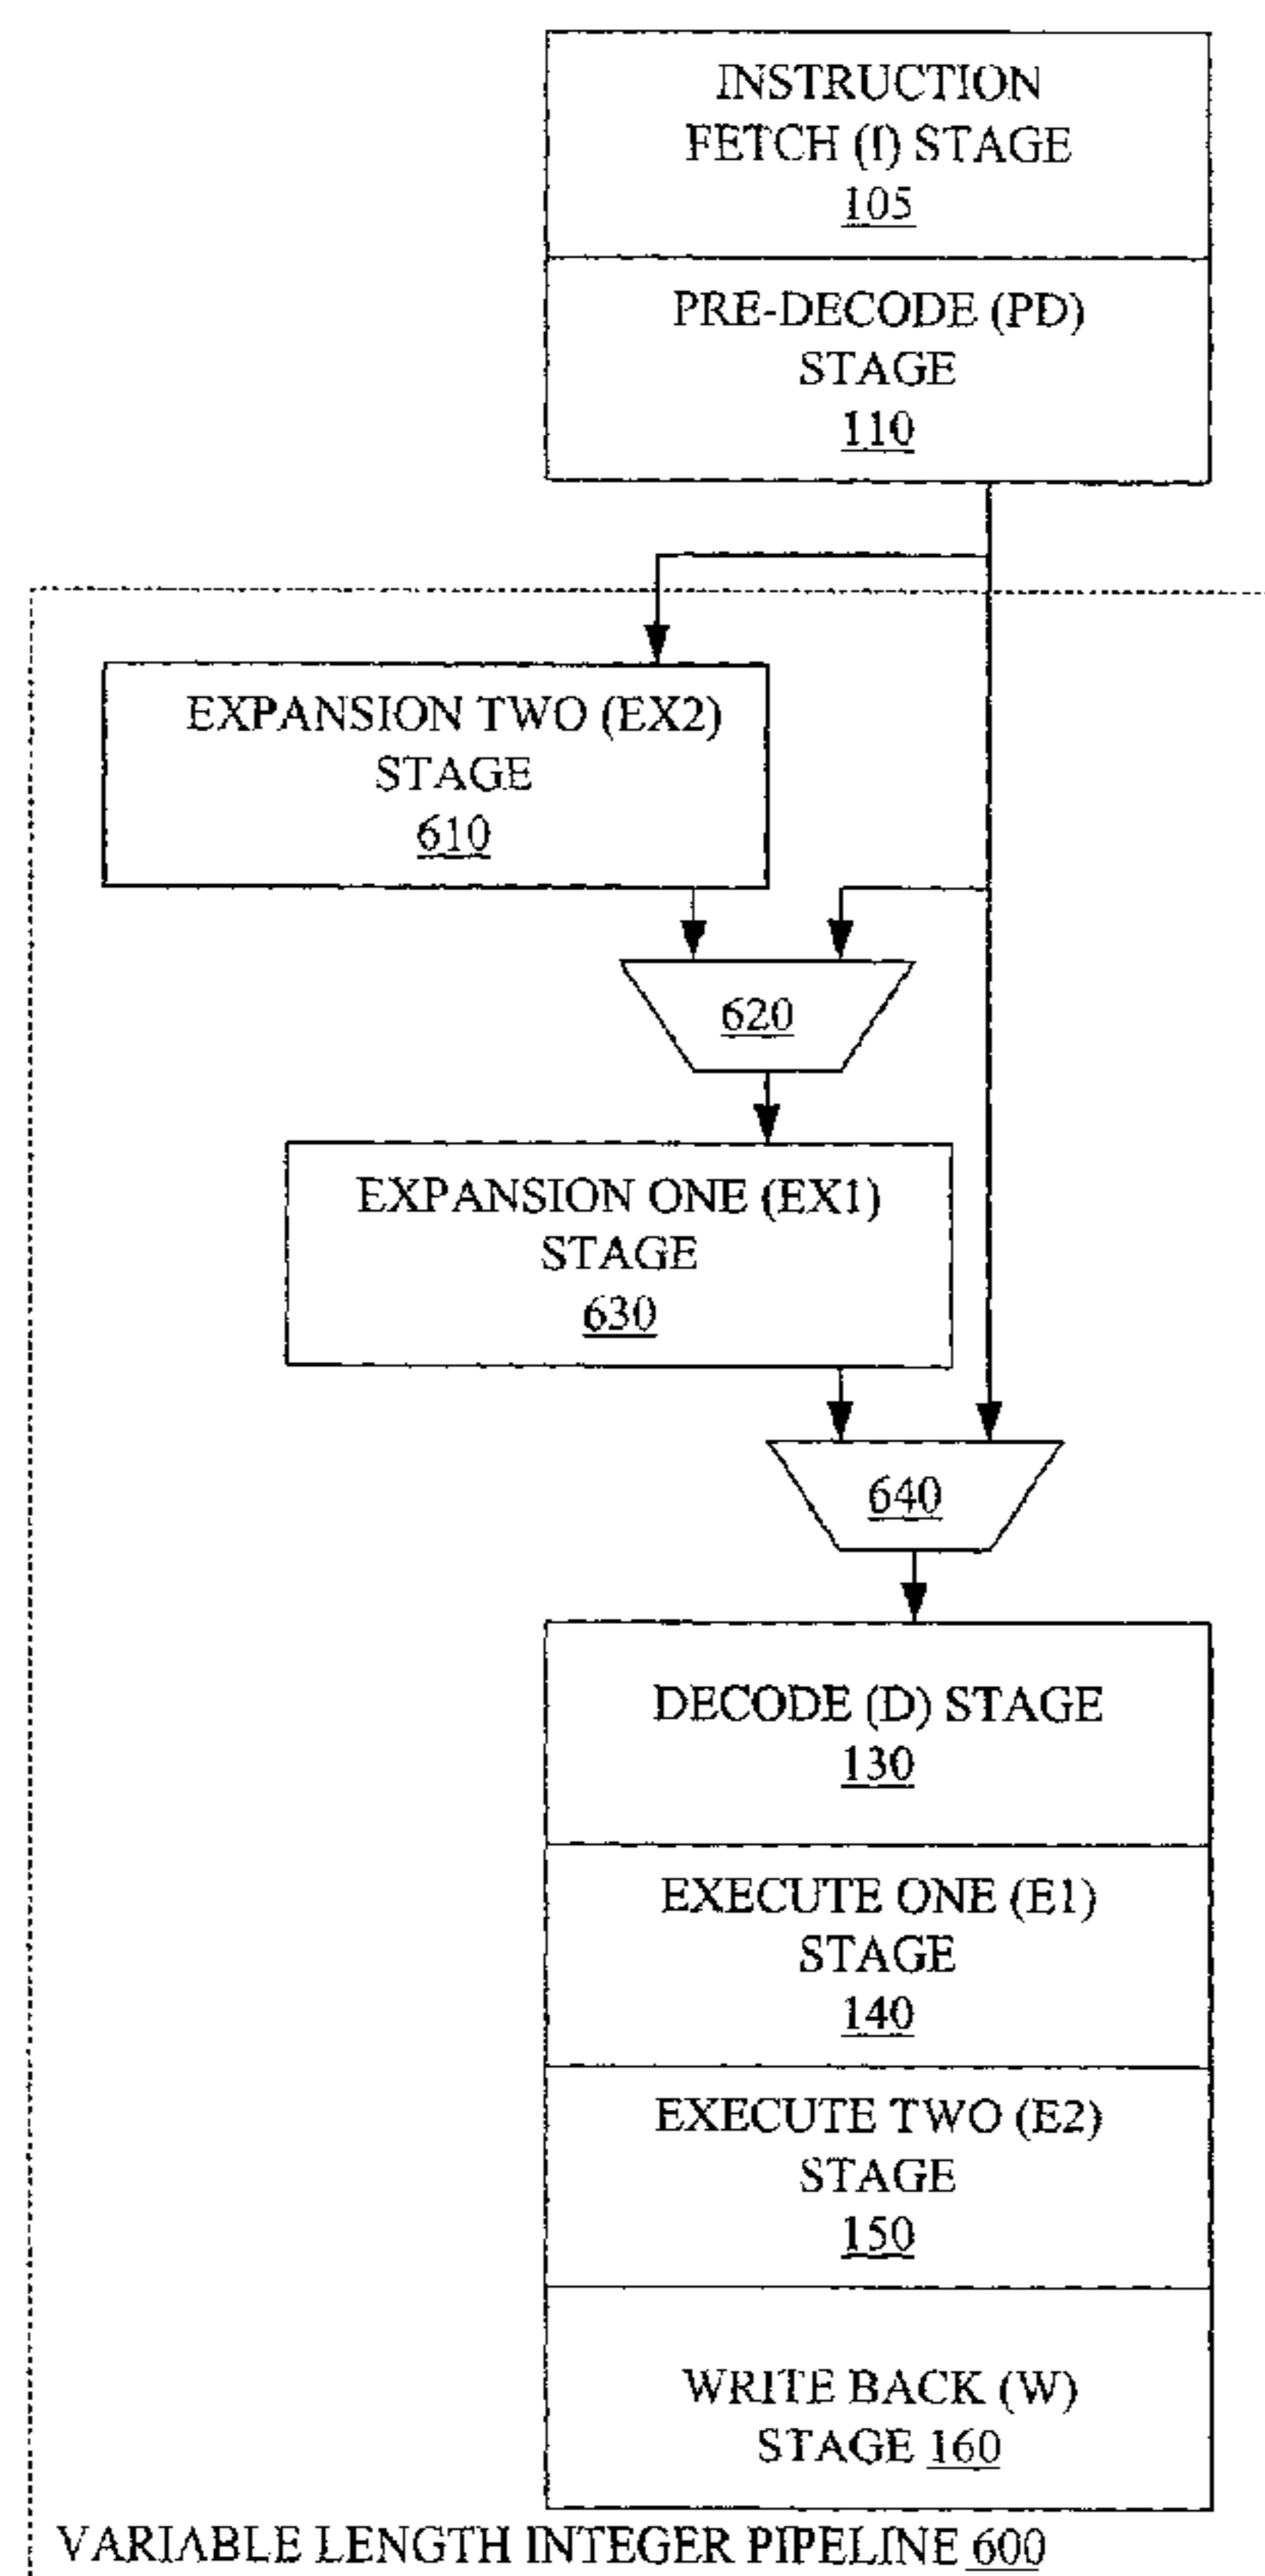 INSTRUCTION
FETCH (I) STAGE
105
PRE-DECODE (PD)
STAGE
110
EXPANSION TWO (EX2)
STAGE
610
620
EXPANSION ONE (EX1)
STAGE
630
640
DECODE (D) STAGE
130
EXECUTE ONE (E1)
STAGE
140
EXECUTE TWO (E2)
STAGE
150
WRITE BACK (W)
STAGE 160
VARIABLE LENGTH INTEGER PIPELINE 600